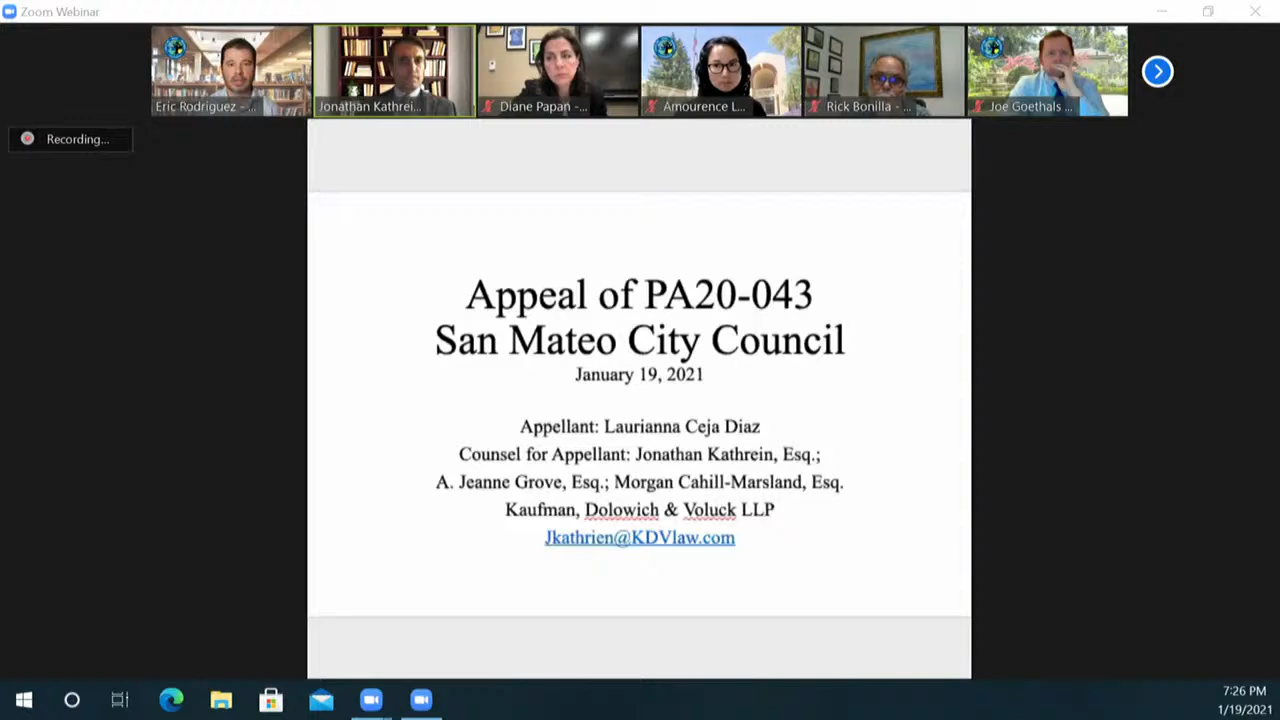 Zoom Webinar
Eric Rodriguez - ...
Jonathan Kathrei...
Diane Papan -...
Amourence L...
Rick Bonilla - ...
Joe Goethals ...
Recording...
Appeal of PA20-043
San Mateo City Council
January 19, 2021
Appellant: Laurianna Ceja Diaz
Counsel for Appellant: Jonathan Kathrein, Esq.;
A. Jeanne Grove, Esq.; Morgan Cahill-Marsland, Esq.
Kaufman, Dolowich & Voluck LLP
Jkathrien@KDVlaw.com
7:26 PM
1/19/2021